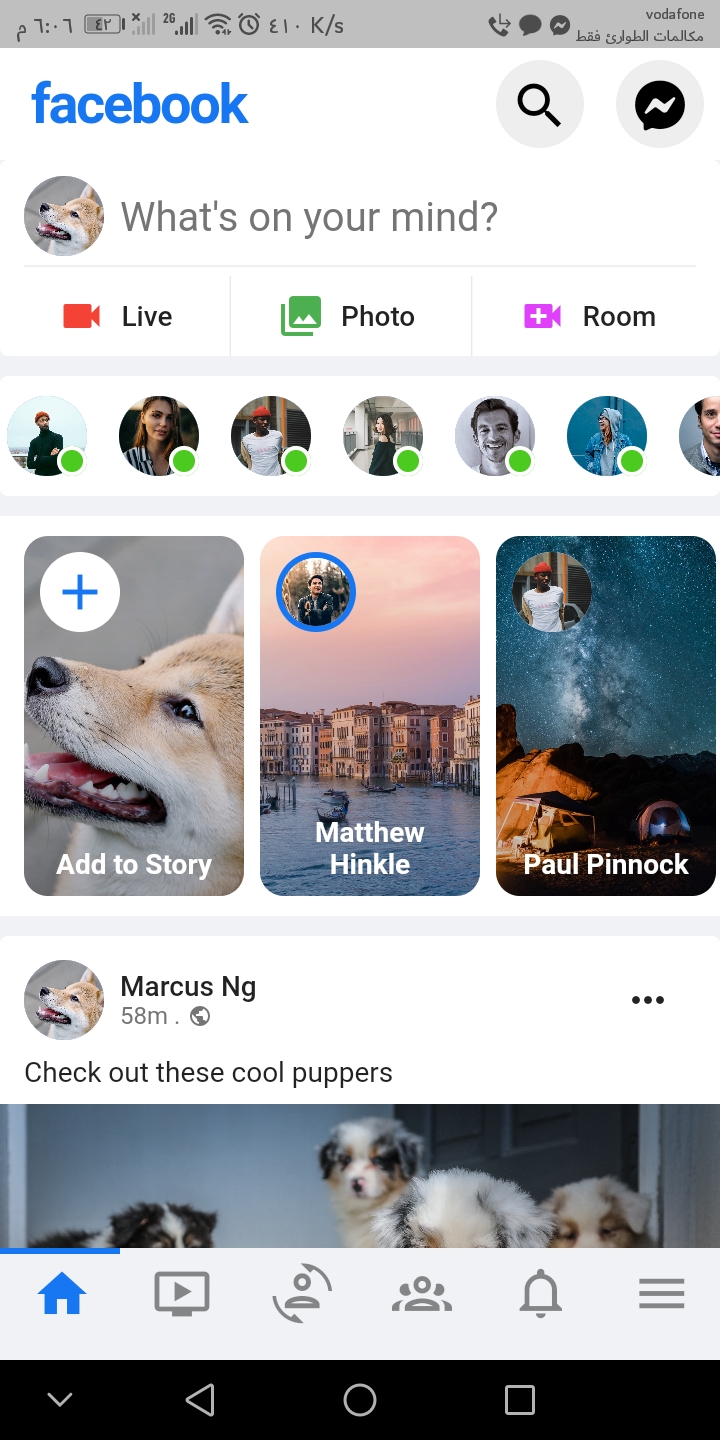 م ٦:٠٦ ٤٢ 2G ٤١٠ K/s
vodafone
مكالمات الطوارئ فقط
facebook
What's on your mind?
Live Photo Room
Add to Story
Matthew
Hinkle
Paul Pinnock
Marcus Ng
58m .
Check out these cool puppers